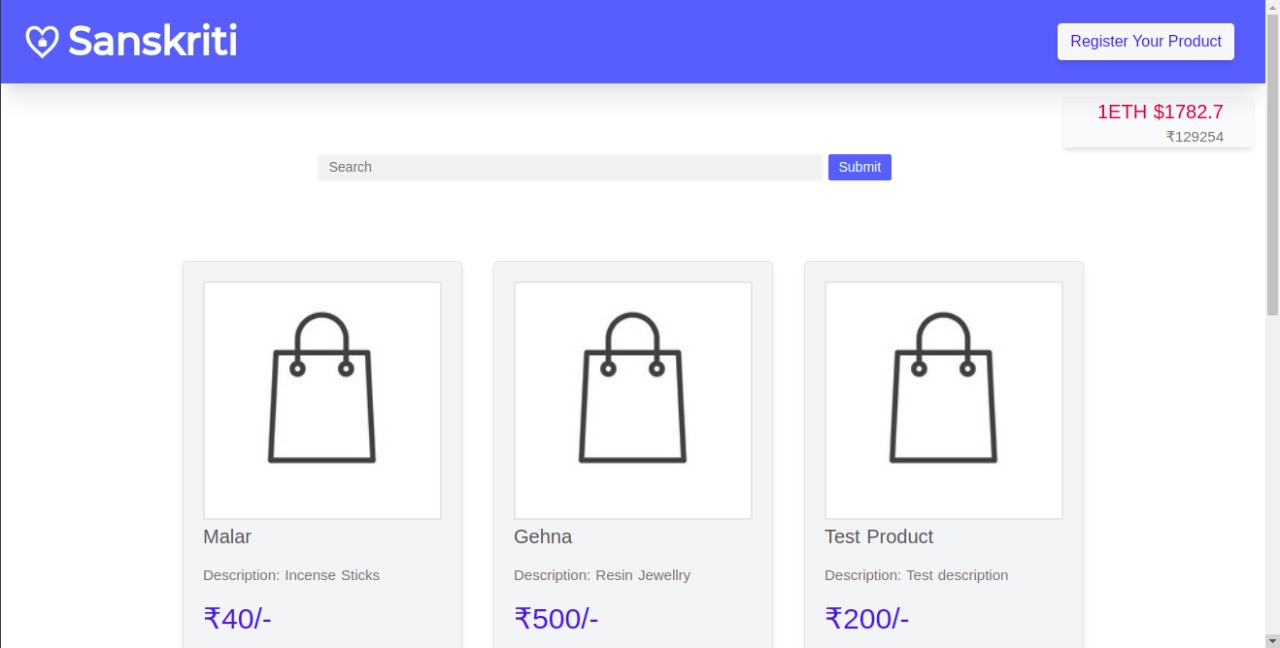 Sanskriti
Register Your Product
1ETH $1782.7
₹129254
Search
Submit
Malar
Description: Incense Sticks
₹40/-
Gehna
Description: Resin Jewellry
₹500/-
Test Product
Description: Test description
₹200/-